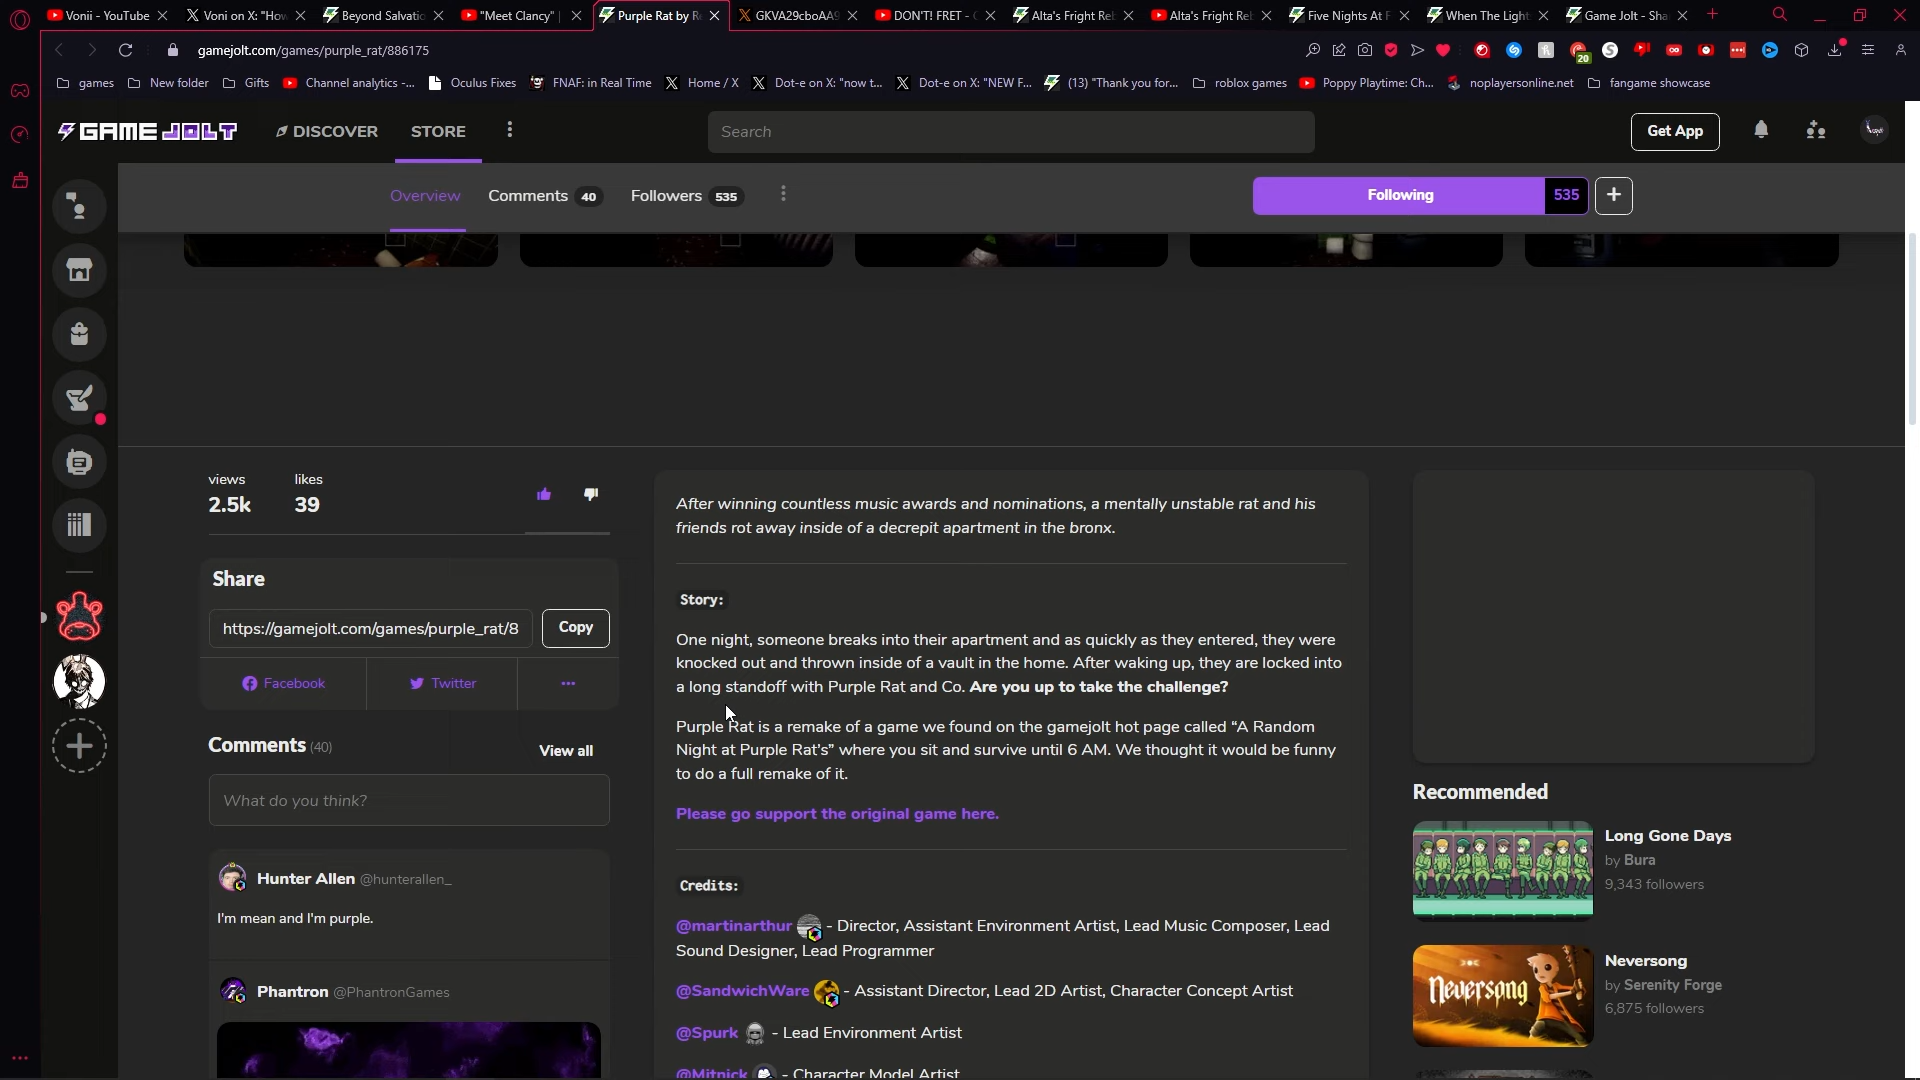 Vonii - YouTube
Voni on X: "How
Beyond Salvatio
"Meet Clancy" |
Purple Rat by R
GKVA29cboAA9
DON'T! FRET - C
Alta's Fright Rel
Alta's Fright Rel
Five Nights At F
When The Light
Game Jolt - Sha
gamejolt.com/games/purple_rat/886175
20
games
New folder
Gifts
Channel analytics -...
Oculus Fixes
FNAF: in Real Time
Home / X
Dot-e on X: "now t...
Dot-e on X: "NEW F...
(13) "Thank you for...
roblox games
Poppy Playtime: Ch...
noplayersonline.net
fangame showcase
GAME JOLT
DISCOVER
STORE
Search
Get App
Overview
Comments 40
Followers 535
Following 535
views
2.5k
likes
39
Share
https://gamejolt.com/games/purple_rat/8
Copy
Facebook
Twitter
Comments (40)
View all
What do you think?
Hunter Allen @hunterallen_
I'm mean and I'm purple.
Phantron @PhantronGames
After winning countless music awards and nominations, a mentally unstable rat and his
friends rot away inside of a decrepit apartment in the bronx.
Story:
One night, someone breaks into their apartment and as quickly as they entered, they were
knocked out and thrown inside of a vault in the home. After waking up, they are locked into
a long standoff with Purple Rat and Co. Are you up to take the challenge?
Purple Rat is a remake of a game we found on the gamejolt hot page called “A Random
Night at Purple Rat’s” where you sit and survive until 6 AM. We thought it would be funny
to do a full remake of it.
Please go support the original game here.
Credits:
@martinarthur - Director, Assistant Environment Artist, Lead Music Composer, Lead
Sound Designer, Lead Programmer
@SandwichWare - Assistant Director, Lead 2D Artist, Character Concept Artist
@Spurk - Lead Environment Artist
@Mitnick - Character Model Artist
Recommended
Long Gone Days
by Bura
9,343 followers
Neversong
Neversong
by Serenity Forge
6,875 followers